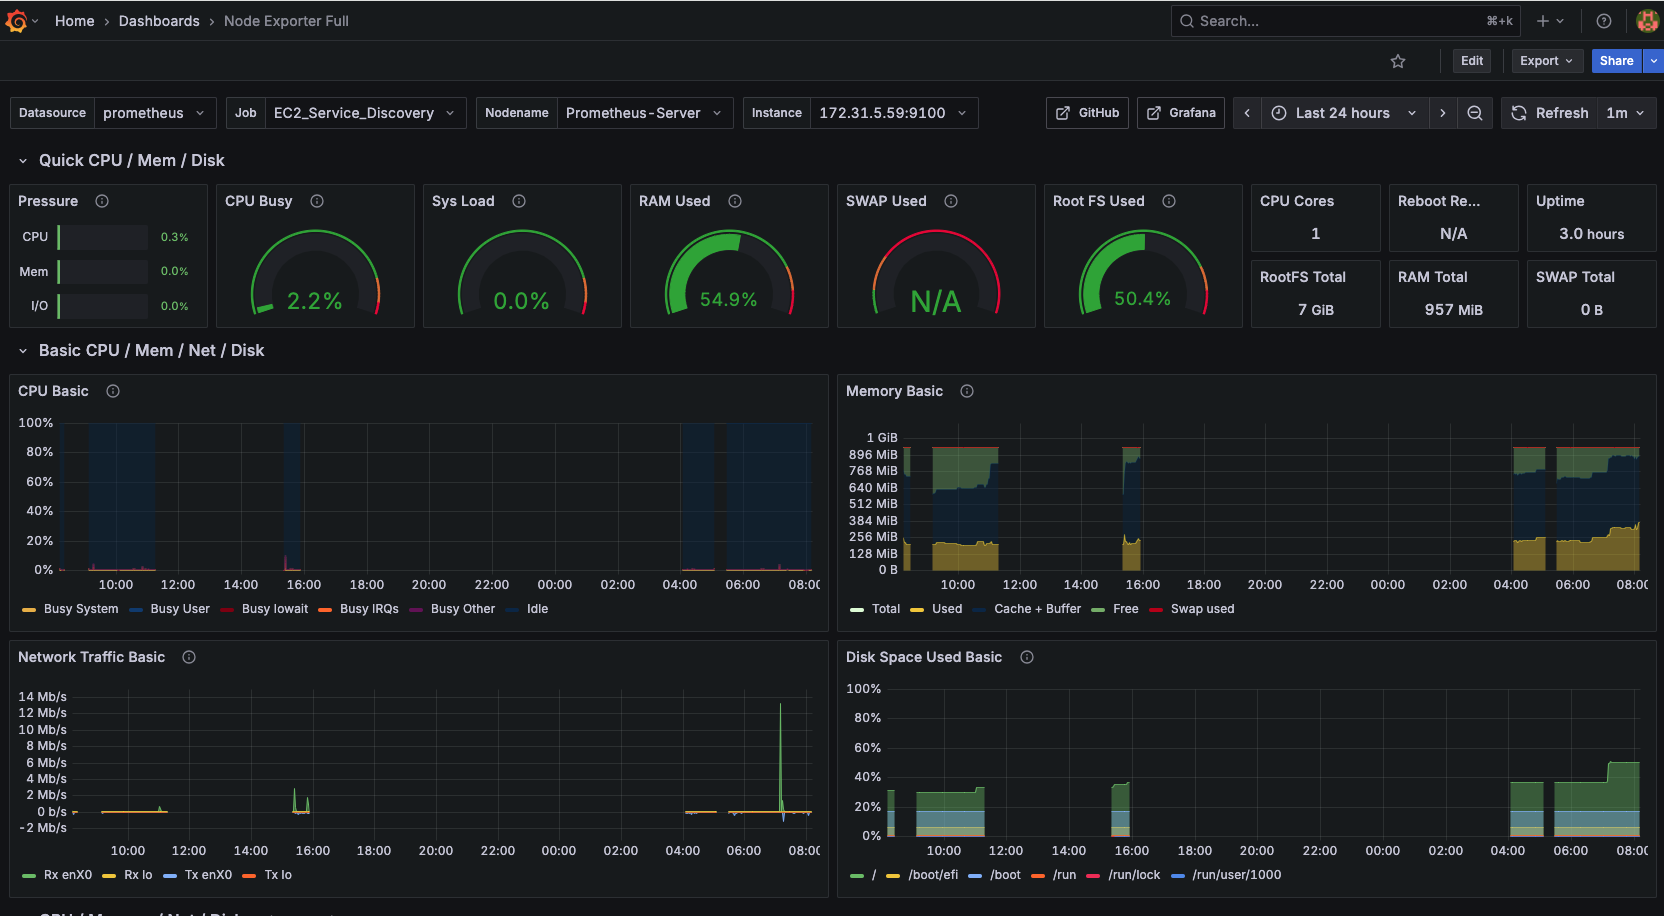 Home › Dashboards › Node Exporter Full
Search... ⌘+k
Edit Export Share
Datasource prometheus Job EC2_Service_Discovery Nodename Prometheus-Server Instance 172.31.5.59:9100 GitHub Grafana Last 24 hours Refresh 1m
Quick CPU / Mem / Disk
Pressure
CPU 0.3%
Mem 0.0%
I/O 0.0%
CPU Busy
2.2%
Sys Load
0.0%
RAM Used
54.9%
SWAP Used
N/A
Root FS Used
50.4%
CPU Cores
1
Reboot Re...
N/A
Uptime
3.0 hours
RootFS Total
7 GiB
RAM Total
957 MiB
SWAP Total
0 B
Basic CPU / Mem / Net / Disk
CPU Basic
100%
80%
60%
40%
20%
0%
10:00 12:00 14:00 16:00 18:00 20:00 22:00 00:00 02:00 04:00 06:00 08:00
Busy System Busy User Busy Iowait Busy IRQs Busy Other Idle
Memory Basic
1 GiB
896 MiB
768 MiB
640 MiB
512 MiB
384 MiB
256 MiB
128 MiB
0 B
10:00 12:00 14:00 16:00 18:00 20:00 22:00 00:00 02:00 04:00 06:00 08:00
Total Used Cache + Buffer Free Swap used
Network Traffic Basic
14 Mb/s
12 Mb/s
10 Mb/s
8 Mb/s
6 Mb/s
4 Mb/s
2 Mb/s
0 b/s
-2 Mb/s
10:00 12:00 14:00 16:00 18:00 20:00 22:00 00:00 02:00 04:00 06:00 08:00
Rx enX0 Rx lo Tx enX0 Tx lo
Disk Space Used Basic
100%
80%
60%
40%
20%
0%
10:00 12:00 14:00 16:00 18:00 20:00 22:00 00:00 02:00 04:00 06:00 08:00
/ /boot/efi /boot /run /run/lock /run/user/1000